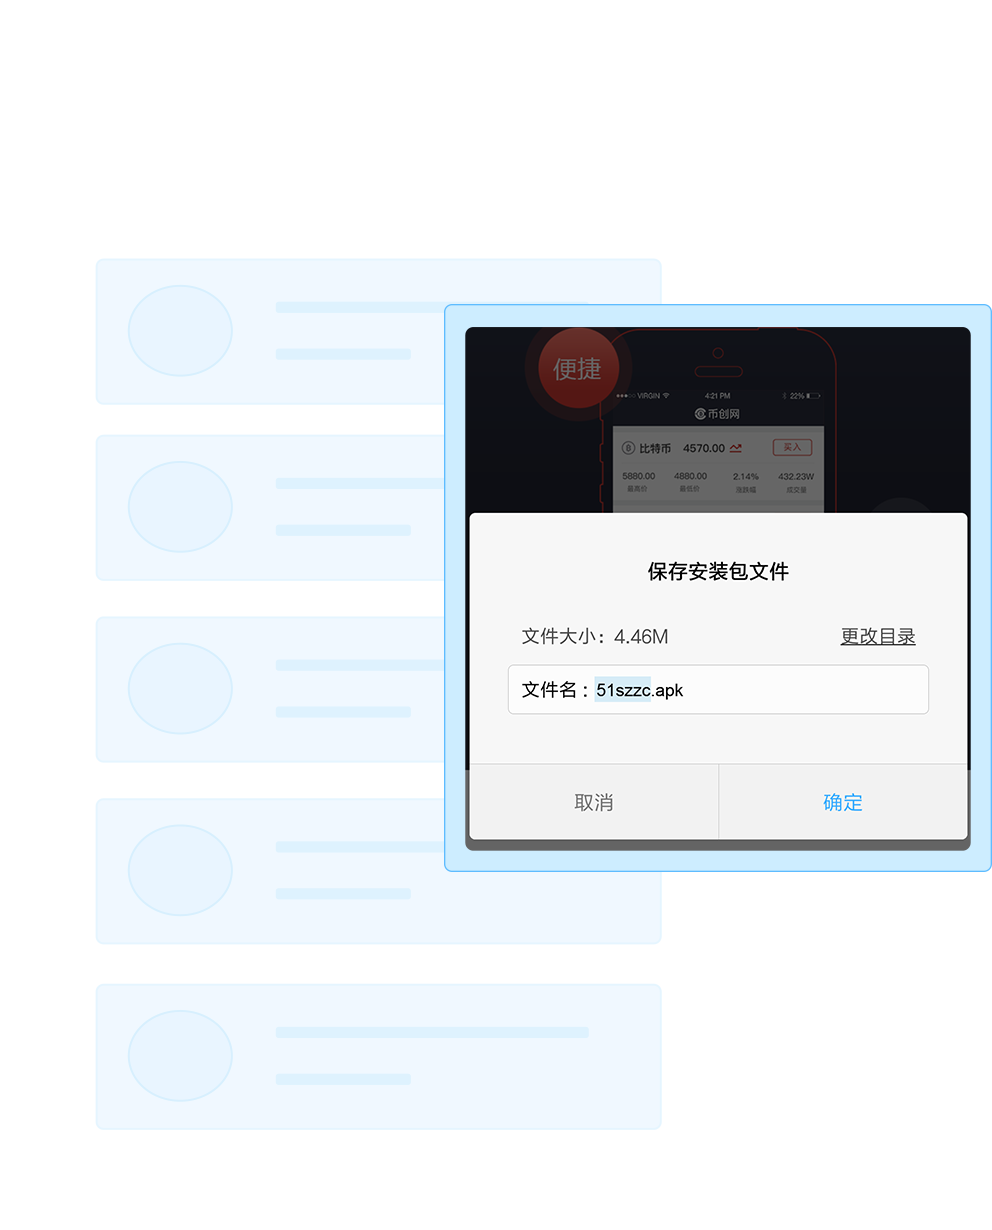 便捷
VIRGIN 4:21 PM 22%
币创网
比特币 4570.00 买入
5880.00 4880.00 2.14% 432.23W
最高价 最低价 涨跌幅 成交量
保存安装包文件
文件大小：4.46M 更改目录
文件名：51szzc.apk
取消 确定